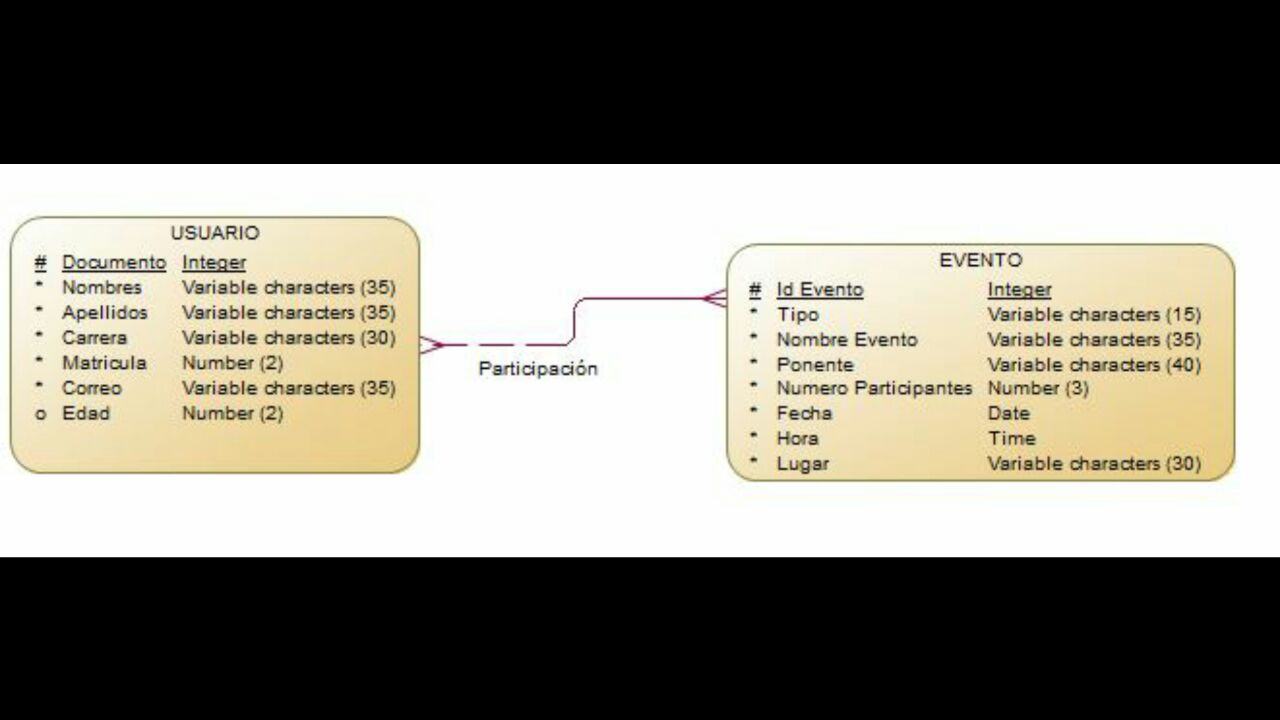 USUARIO
# Documento Integer
* Nombres Variable characters (35)
* Apellidos Variable characters (35)
* Carrera Variable characters (30)
* Matricula Number (2)
* Correo Variable characters (35)
o Edad Number (2)
Participación
EVENTO
# Id Evento Integer
* Tipo Variable characters (15)
* Nombre Evento Variable characters (35)
* Ponente Variable characters (40)
* Numero Participantes Number (3)
* Fecha Date
* Hora Time
* Lugar Variable characters (30)